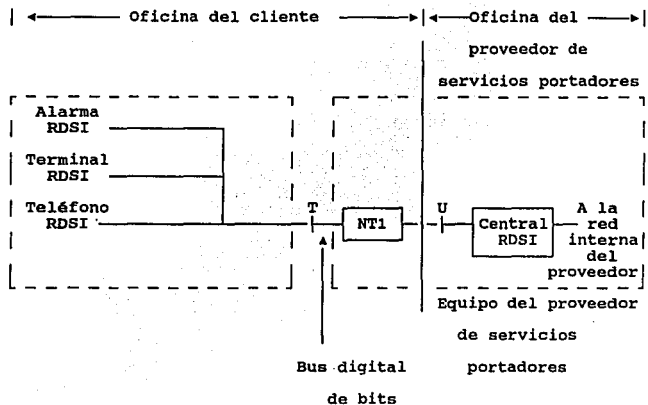 Oficina del cliente
Oficina del
proveedor de
servicios portadores
Alarma
RDSI
Terminal
RDSI
Teléfono
RDSI
T
NT1
U
Central
RDSI
A la
red
interna
del
proveedor
Equipo del proveedor
de servicios
portadores
Bus digital
de bits